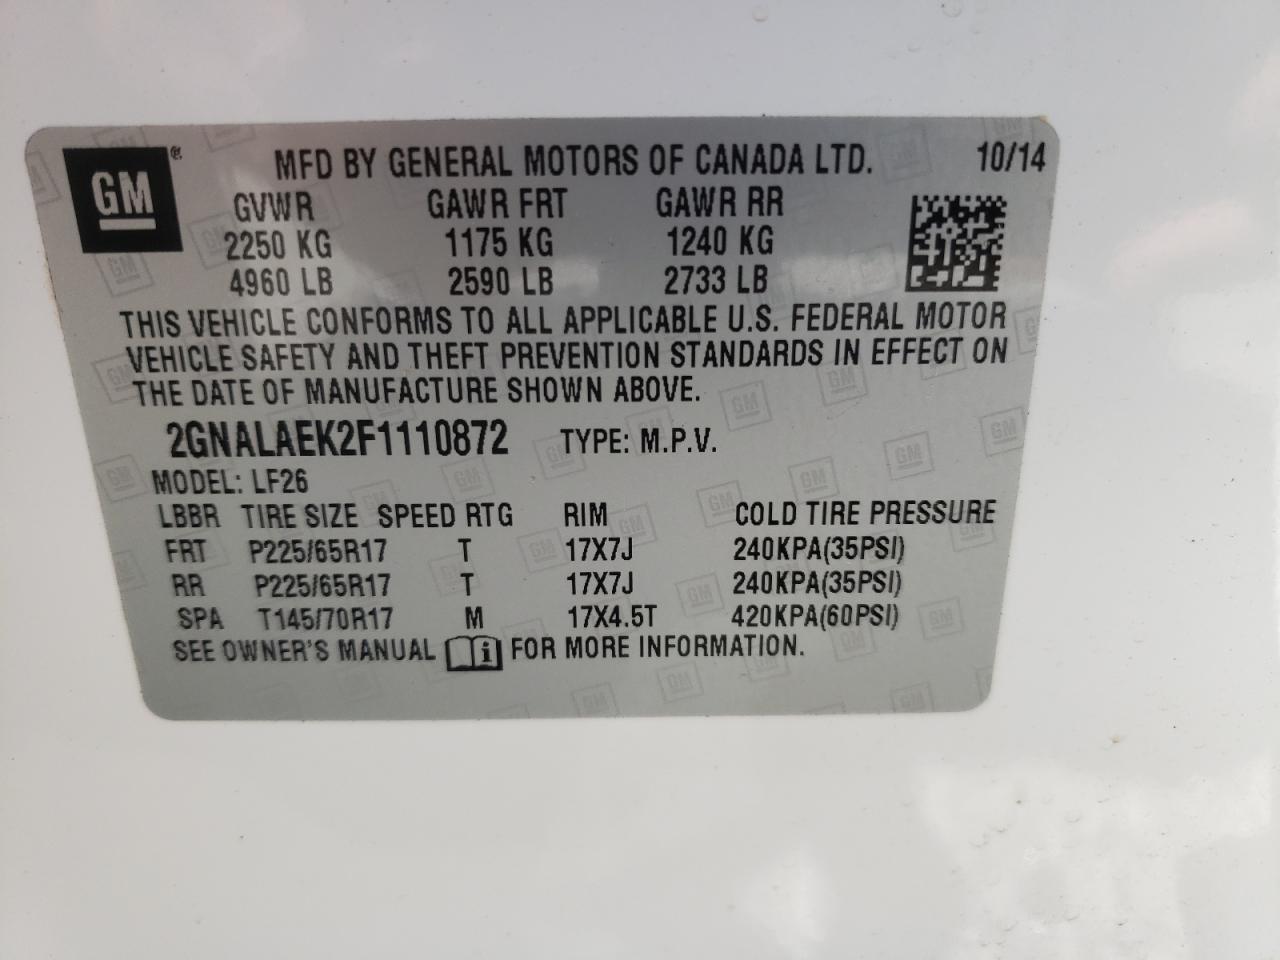 GM ®
MFD BY GENERAL MOTORS OF CANADA LTD. 10/14
GVWR GAWR FRT GAWR RR
2250 KG 1175 KG 1240 KG
4960 LB 2590 LB 2733 LB
THIS VEHICLE CONFORMS TO ALL APPLICABLE U.S. FEDERAL MOTOR
VEHICLE SAFETY AND THEFT PREVENTION STANDARDS IN EFFECT ON
THE DATE OF MANUFACTURE SHOWN ABOVE.
2GNALAEK2F1110872 TYPE: M.P.V.
MODEL: LF26
LBBR TIRE SIZE SPEED RTG RIM COLD TIRE PRESSURE
FRT P225/65R17 T 17X7J 240KPA(35PSI)
RR P225/65R17 T 17X7J 240KPA(35PSI)
SPA T145/70R17 M 17X4.5T 420KPA(60PSI)
SEE OWNER'S MANUAL i FOR MORE INFORMATION.